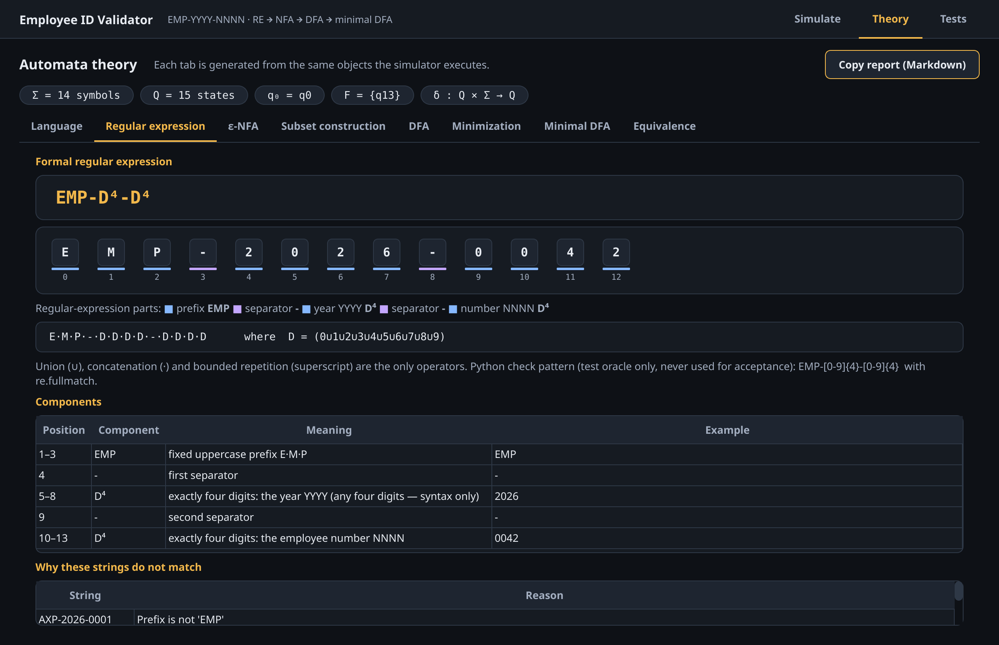 Employee ID Validator EMP-YYYY-NNNN · RE → NFA → DFA → minimal DFA Simulate Theory Tests
Automata theory Each tab is generated from the same objects the simulator executes. Copy report (Markdown)
Σ = 14 symbols Q = 15 states q₀ = q0 F = {q13} δ : Q × Σ → Q
Language Regular expression ε-NFA Subset construction DFA Minimization Minimal DFA Equivalence
Formal regular expression
EMP-D⁴-D⁴
E M P - 2 0 2 6 - 0 0 4 2
0 1 2 3 4 5 6 7 8 9 10 11 12
Regular-expression parts: ■ prefix EMP ■ separator - ■ year YYYY D⁴ ■ separator - ■ number NNNN D⁴
E·M·P·-·D·D·D·D·-·D·D·D·D where D = (0∪1∪2∪3∪4∪5∪6∪7∪8∪9)
Union (∪), concatenation (·) and bounded repetition (superscript) are the only operators. Python check pattern (test oracle only, never used for acceptance): EMP-[0-9]{4}-[0-9]{4} with
re.fullmatch.
Components
Position Component Meaning Example
1–3 EMP fixed uppercase prefix E·M·P EMP
4 - first separator -
5–8 D⁴ exactly four digits: the year YYYY (any four digits — syntax only) 2026
9 - second separator -
10–13 D⁴ exactly four digits: the employee number NNNN 0042
Why these strings do not match
String Reason
AXP-2026-0001 Prefix is not 'EMP'